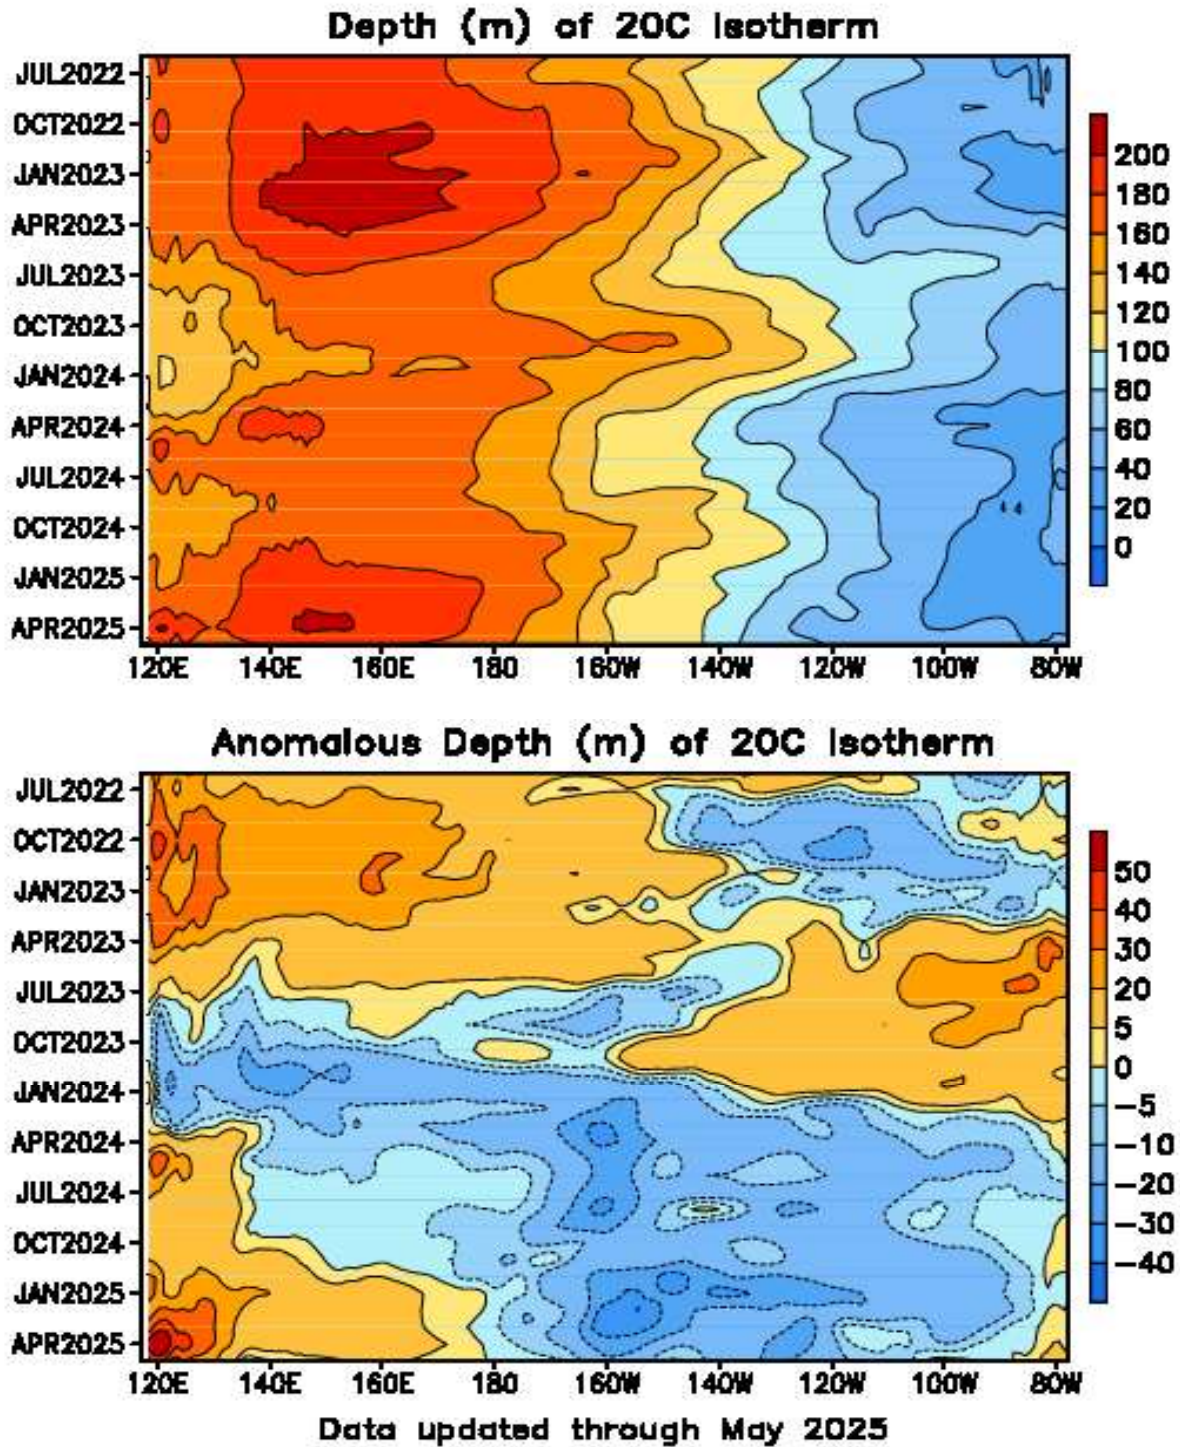 Depth (m) of 20C Isotherm
JUL2022
OCT2022
JAN2023
APR2023
JUL2023
OCT2023
JAN2024
APR2024
JUL2024
OCT2024
JAN2025
APR2025
200
180
160
140
120
100
80
60
40
20
0
120E 140E 160E 180 160W 140W 120W 100W 80W
Anomalous Depth (m) of 20C Isotherm
JUL2022
OCT2022
JAN2023
APR2023
JUL2023
OCT2023
JAN2024
APR2024
JUL2024
OCT2024
JAN2025
APR2025
50
40
30
20
5
0
-5
-10
-20
-30
-40
120E 140E 160E 180 160W 140W 120W 100W 80W
Data updated through May 2025